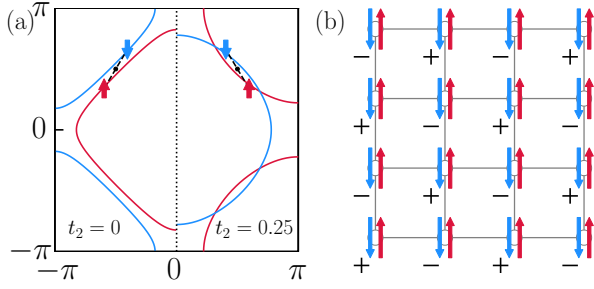 (a)
π
0
−π
t₂ = 0
t₂ = 0.25
−π
0
π
(b)
− + − +
+ − + −
− + − +
+ − + −